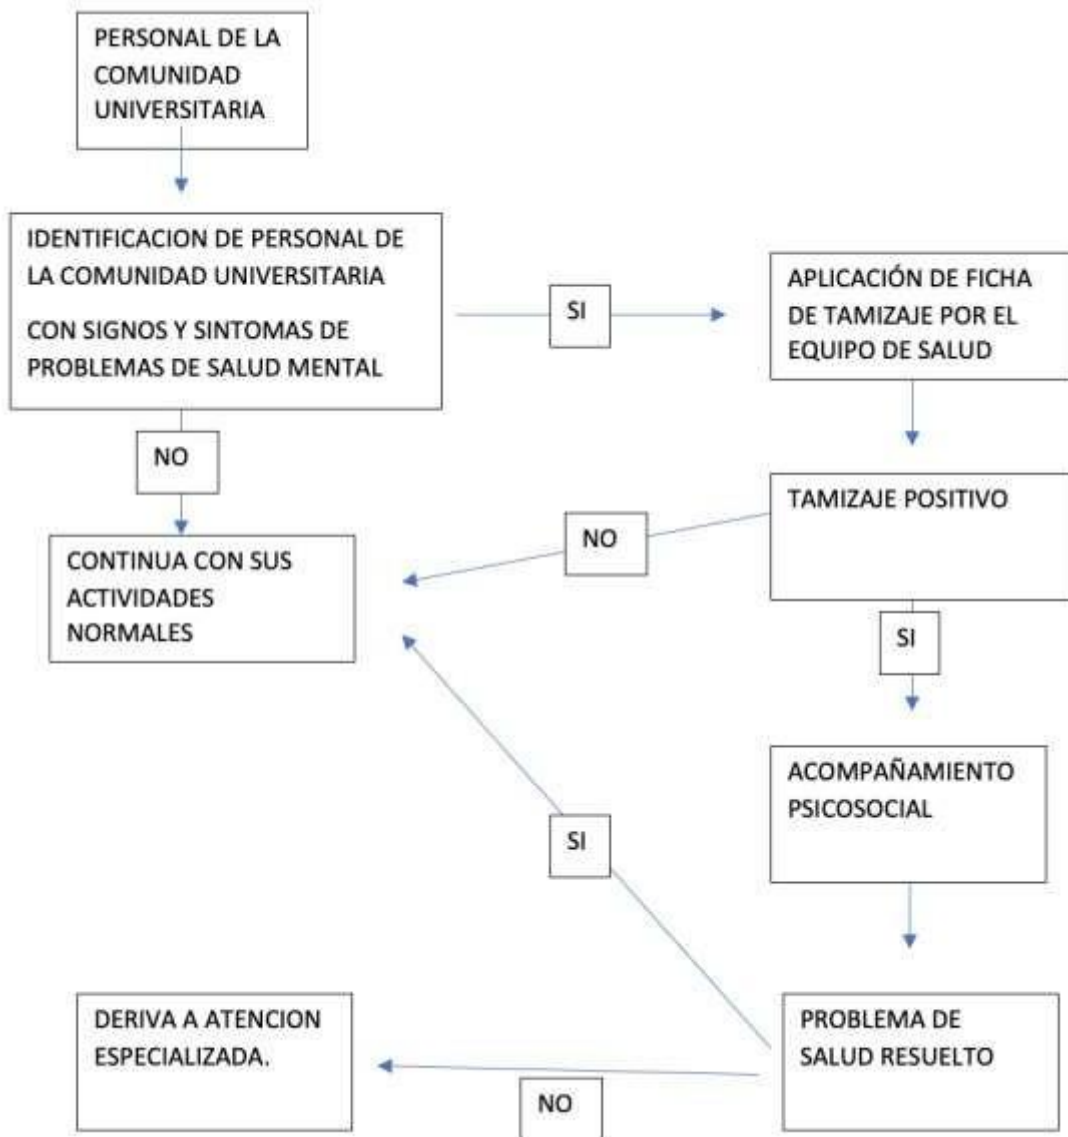 PERSONAL DE LA
COMUNIDAD
UNIVERSITARIA
IDENTIFICACION DE PERSONAL DE
LA COMUNIDAD UNIVERSITARIA
CON SIGNOS Y SINTOMAS DE
PROBLEMAS DE SALUD MENTAL
SI
APLICACIÓN DE FICHA
DE TAMIZAJE POR EL
EQUIPO DE SALUD
NO
TAMIZAJE POSITIVO
NO
CONTINUA CON SUS
ACTIVIDADES
NORMALES
SI
ACOMPAÑAMIENTO
PSICOSOCIAL
SI
PROBLEMA DE
SALUD RESUELTO
NO
DERIVA A ATENCION
ESPECIALIZADA.